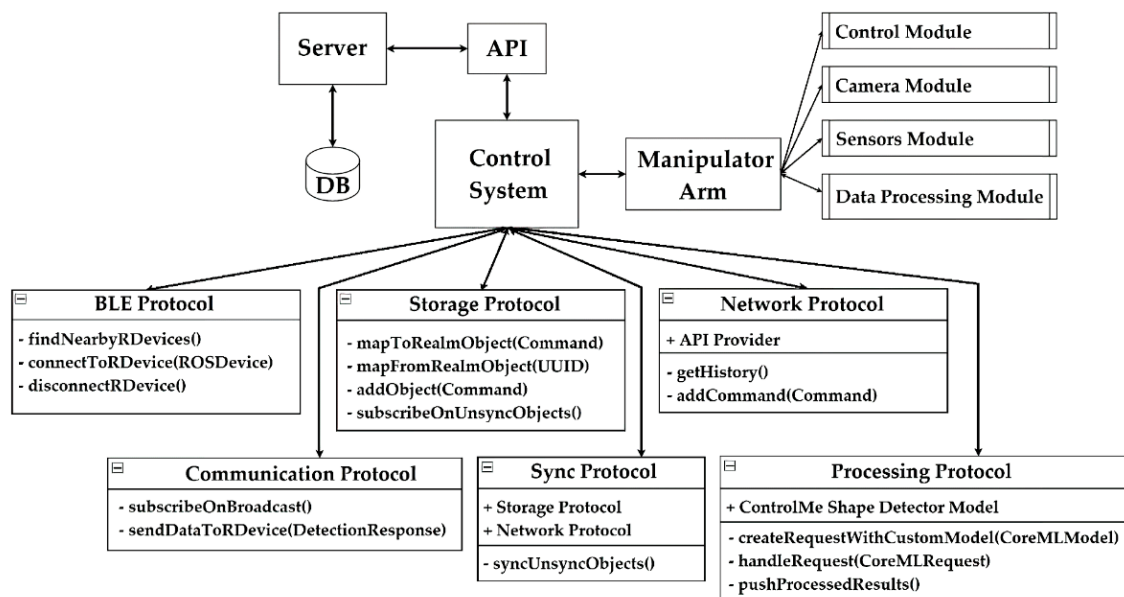 Server
API
DB
Control
System
Manipulator
Arm
Control Module
Camera Module
Sensors Module
Data Processing Module
BLE Protocol
- findNearbyRDevices()
- connectToRDevice(ROSDevice)
- disconnectRDevice()
Storage Protocol
- mapToRealmObject(Command)
- mapFromRealmObject(UUID)
- addObject(Command)
- subscribeOnUnsyncObjects()
Network Protocol
+ API Provider
- getHistory()
- addCommand(Command)
Communication Protocol
- subscribeOnBroadcast()
- sendDataToRDevice(DetectionResponse)
Sync Protocol
+ Storage Protocol
+ Network Protocol
- syncUnsyncObjects()
Processing Protocol
+ ControlMe Shape Detector Model
- createRequestWithCustomModel(CoreMLModel)
- handleRequest(CoreMLRequest)
- pushProcessedResults()